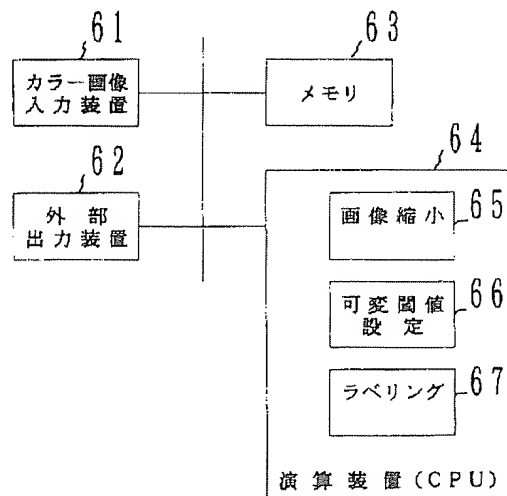 61
カラー画像
入力装置
63
メモリ
62
外部
出力装置
64
画像縮小
65
可変閾値
設定
66
ラベリング
67
演算装置(CPU)